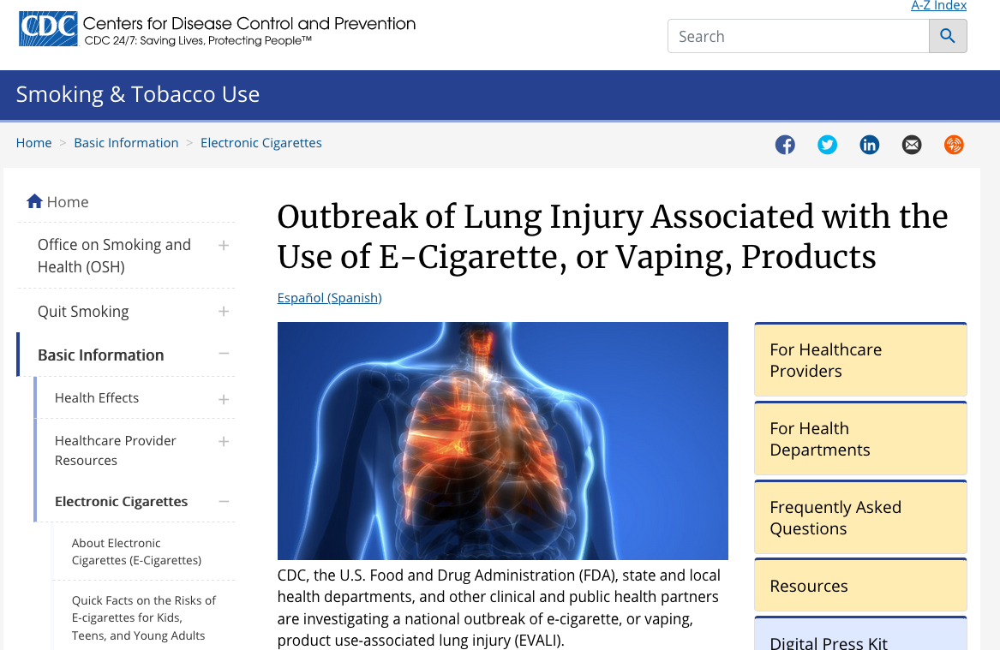 A-Z Index
CDC
Centers for Disease Control and Prevention
CDC 24/7: Saving Lives, Protecting People™
Search
Smoking & Tobacco Use
Home > Basic Information > Electronic Cigarettes
Home
Office on Smoking and
Health (OSH)
Quit Smoking
Basic Information
Health Effects
Healthcare Provider
Resources
Electronic Cigarettes
About Electronic
Cigarettes (E-Cigarettes)
Quick Facts on the Risks of
E-cigarettes for Kids,
Teens, and Young Adults
Outbreak of Lung Injury Associated with the
Use of E-Cigarette, or Vaping, Products
Español (Spanish)
CDC, the U.S. Food and Drug Administration (FDA), state and local
health departments, and other clinical and public health partners
are investigating a national outbreak of e-cigarette, or vaping,
product use-associated lung injury (EVALI).
For Healthcare
Providers
For Health
Departments
Frequently Asked
Questions
Resources
Digital Press Kit